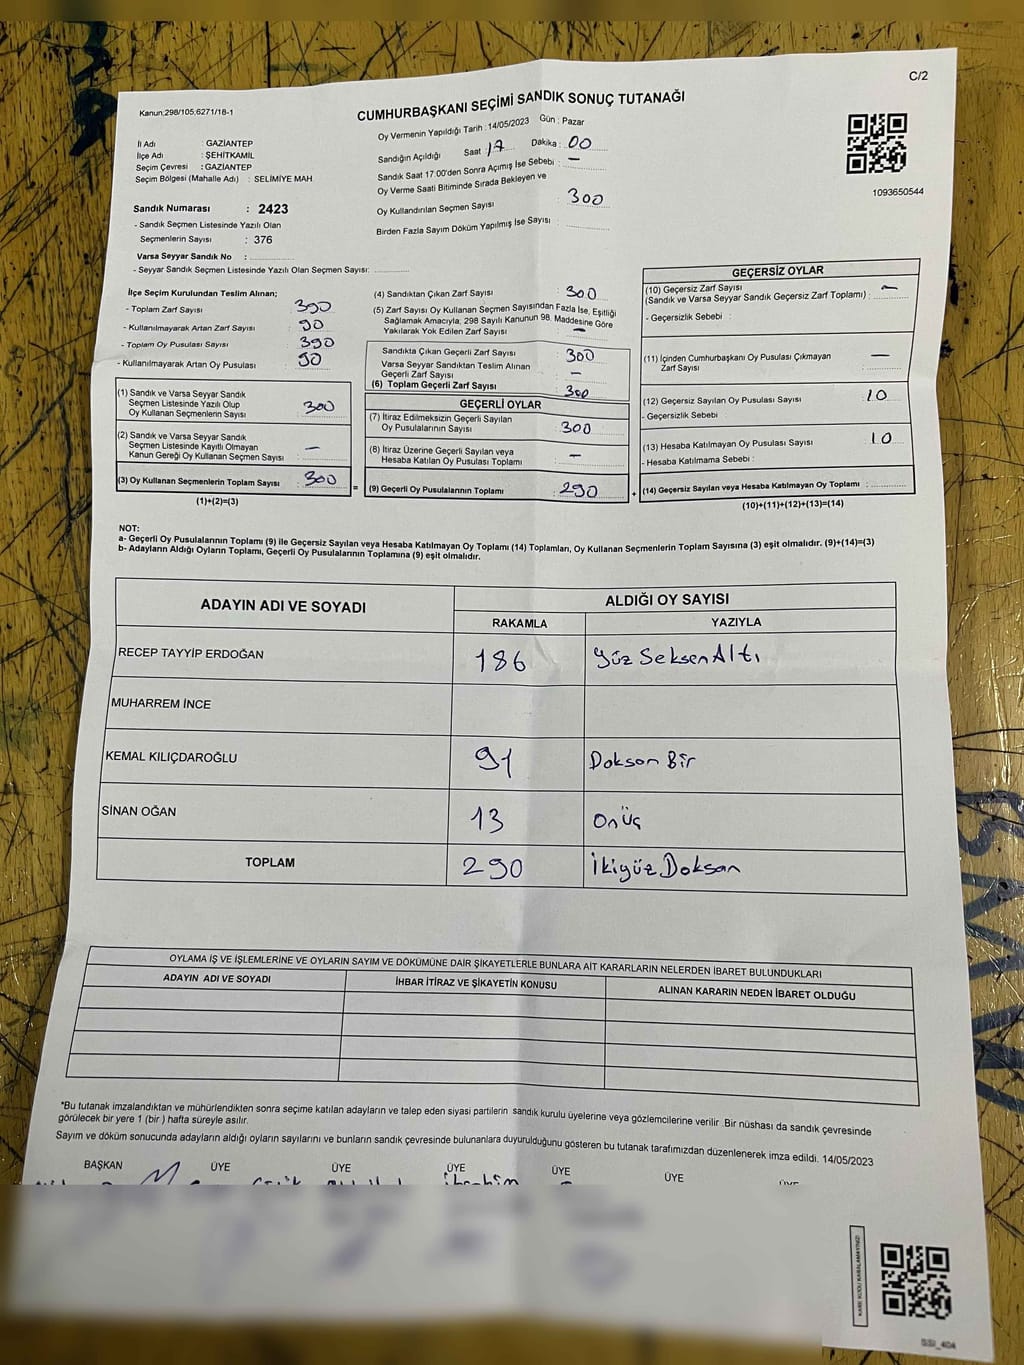 C/2
Kanun:298/105,6271/18-1
CUMHURBAŞKANI SEÇİMİ SANDIK SONUÇ TUTANAĞI
Oy Vermenin Yapıldığı Tarih : 14/05/2023 Gün : Pazar
Sandığın Açıldığı Saat 17 Dakika : 00
Sandık Saat 17:00'den Sonra Açımış İse Sebebi : —
Oy Verme Saati Bitiminde Sırada Bekleyen ve
Oy Kullandırılan Seçmen Sayısı 300
Birden Fazla Sayım Döküm Yapılmış İse Sayısı :
1093650544
İl Adı : GAZİANTEP
İlçe Adı : ŞEHİTKAMİL
Seçim Çevresi : GAZİANTEP
Seçim Bölgesi (Mahalle Adı) : SELIMIYE MAH
Sandık Numarası : 2423
- Sandık Seçmen Listesinde Yazılı Olan
Seçmenlerin Sayısı : 376
Varsa Seyyar Sandık No :
- Seyyar Sandık Seçmen Listesinde Yazılı Olan Seçmen Sayısı:
İlçe Seçim Kurulundan Teslim Alınan;
- Toplam Zarf Sayısı 390
- Kullanılmayarak Artan Zarf Sayısı : 90
- Toplam Oy Pusulası Sayısı : 390
- Kullanılmayarak Artan Oy Pusulası : 90
(1) Sandık ve Varsa Seyyar Sandık
Seçmen Listesinde Yazılı Olup
Oy Kullanan Seçmenlerin Sayısı : 300
(2) Sandık ve Varsa Seyyar Sandık
Seçmen Listesinde Kayıtlı Olmayan
Kanun Gereği Oy Kullanan Seçmen Sayısı : —
(3) Oy Kullanan Seçmenlerin Toplam Sayısı : 300 =
(1)+(2)=(3)
(4) Sandıktan Çıkan Zarf Sayısı : 300
(5) Zarf Sayısı Oy Kullanan Seçmen Sayısından Fazla İse, Eşitliği
Sağlamak Amacıyla; 298 Sayılı Kanunun 98. Maddesine Göre
Yakılarak Yok Edilen Zarf Sayısı : —
Sandıkta Çıkan Geçerli Zarf Sayısı : 300
Varsa Seyyar Sandıktan Teslim Alınan
Geçerli Zarf Sayısı : —
(6) Toplam Geçerli Zarf Sayısı : 300
GEÇERLİ OYLAR
(7) İtiraz Edilmeksizin Geçerli Sayılan
Oy Pusulalarının Sayısı : 300
(8) İtiraz Üzerine Geçerli Sayılan veya
Hesaba Katılan Oy Pusulası Toplamı : —
(9) Geçerli Oy Pusulalarının Toplamı : 290 +
GEÇERSİZ OYLAR
(10) Geçersiz Zarf Sayısı —
(Sandık ve Varsa Seyyar Sandık Geçersiz Zarf Toplamı) :
- Geçersizlik Sebebi :
(11) İçinden Cumhurbaşkanı Oy Pusulası Çıkmayan —
Zarf Sayısı :
(12) Geçersiz Sayılan Oy Pusulası Sayısı : 10
- Geçersizlik Sebebi
(13) Hesaba Katılmayan Oy Pusulası Sayısı : 10
- Hesaba Katılmama Sebebi :
(14) Geçersiz Sayılan veya Hesaba Katılmayan Oy Toplamı :
(10)+(11)+(12)+(13)=(14)
NOT:
a- Geçerli Oy Pusulalarının Toplamı (9) ile Geçersiz Sayılan veya Hesaba Katılmayan Oy Toplamı (14) Toplamları, Oy Kullanan Seçmenlerin Toplam Sayısına (3) eşit olmalıdır. (9)+(14)=(3)
b- Adayların Aldığı Oyların Toplamı, Geçerli Oy Pusulalarının Toplamına (9) eşit olmalıdır.
ADAYIN ADI VE SOYADI ALDIĞI OY SAYISI
RAKAMLA YAZIYLA
RECEP TAYYİP ERDOĞAN 186 Yüz Seksen Altı
MUHARREM İNCE
KEMAL KILIÇDAROĞLU 91 Doksan Bir
SİNAN OĞAN 13 Onüç
TOPLAM 290 İkiyüz Doksan
OYLAMA İŞ VE İŞLEMLERİNE VE OYLARIN SAYIM VE DÖKÜMÜNE DAİR ŞİKAYETLERLE BUNLARA AİT KARARLARIN NELERDEN İBARET BULUNDUKLARI
ADAYIN ADI VE SOYADI İHBAR İTİRAZ VE ŞİKAYETİN KONUSU ALINAN KARARIN NEDEN İBARET OLDUĞU
*Bu tutanak imzalandıktan ve mühürlendikten sonra seçime katılan adayların ve talep eden siyasi partilerin sandık kurulu üyelerine veya gözlemcilerine verilir. Bir nüshası da sandık çevresinde
görülecek bir yere 1 (bir ) hafta süreyle asılır.
Sayım ve döküm sonucunda adayların aldığı oyların sayılarını ve bunların sandık çevresinde bulunanlara duyurulduğunu gösteren bu tutanak tarafımızdan düzenlenerek imza edildi. 14/05/2023
BAŞKAN ÜYE ÜYE ÜYE ÜYE ÜYE
KARE KODU KARALAMAYINIZ!
SSI_404